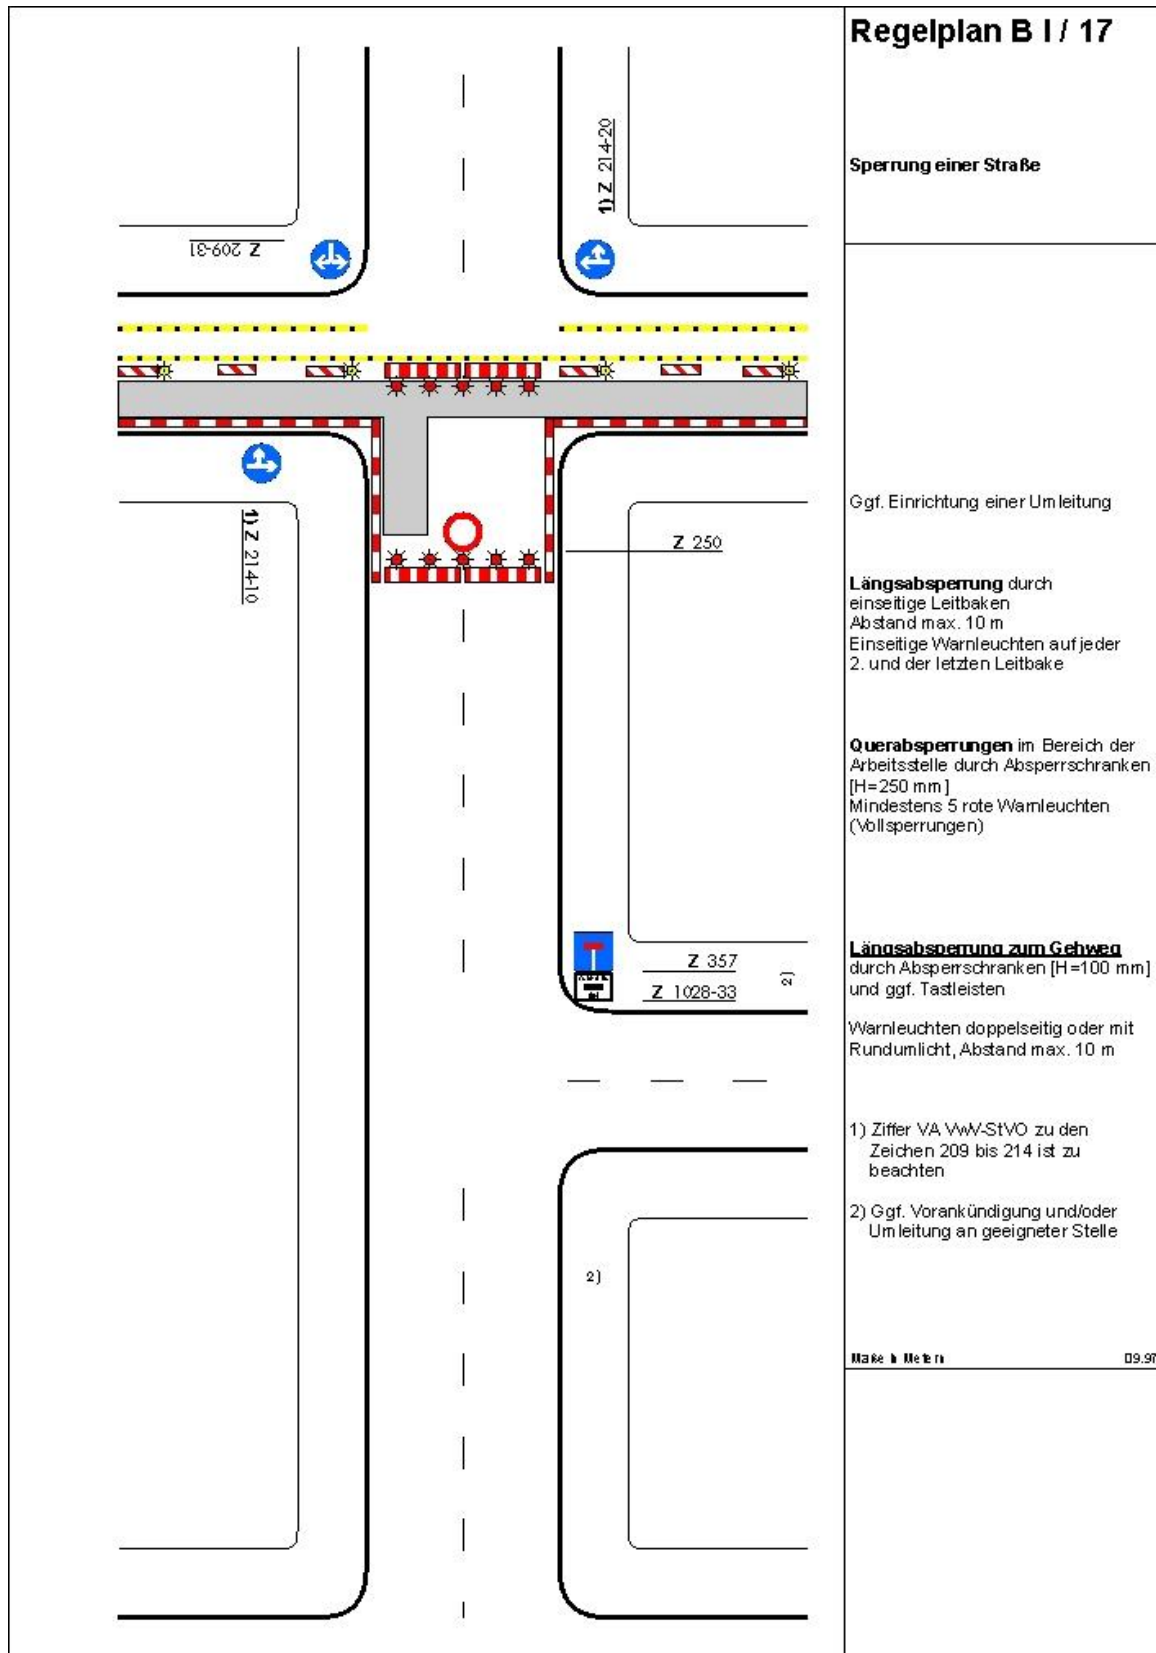 Regelplan B I / 17
Sperrung einer Straße
1) Z 214-20
Z 209-31
1) Z 214-10
Z 250
Ggf. Einrichtung einer Umleitung
Längsabsperrung durch
einseitige Leitbaken
Abstand max. 10 m
Einseitige Warnleuchten auf jeder
2. und der letzten Leitbake
Querabsperrungen im Bereich der
Arbeitsstelle durch Absperrschranken
[H=250 mm]
Mindestens 5 rote Warnleuchten
(Vollsperrungen)
Z 357
Z 1028-33
2)
Längsabsperrung zum Gehweg
durch Absperrschranken [H=100 mm]
und ggf. Tastleisten
Warnleuchten doppelseitig oder mit
Rundumlicht, Abstand max. 10 m
1) Ziffer VA VwV-StVO zu den
Zeichen 209 bis 214 ist zu
beachten
2) Ggf. Vorankündigung und/oder
Umleitung an geeigneter Stelle
2)
Maße in Metern
09.97